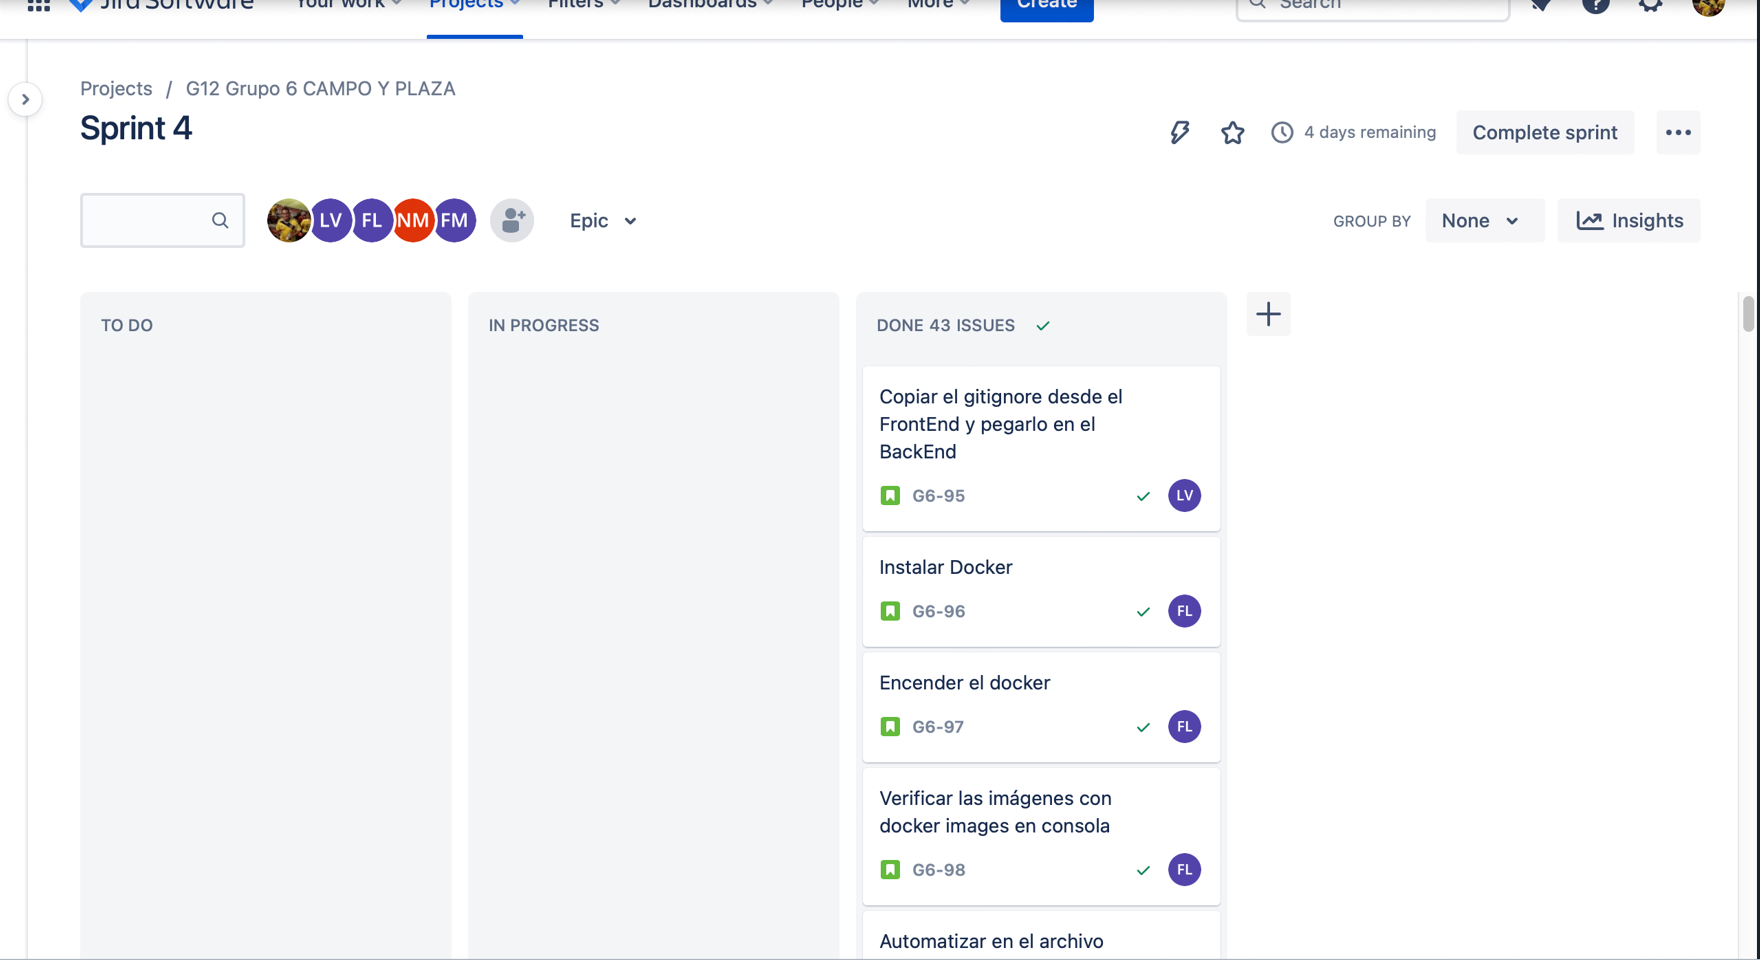 Jira Software Your work Projects Filters Dashboards People More Create Search
Projects / G12 Grupo 6 CAMPO Y PLAZA
Sprint 4
4 days remaining Complete sprint
LV FL NM FM Epic
GROUP BY None Insights
TO DO IN PROGRESS DONE 43 ISSUES
Copiar el gitignore desde el
FrontEnd y pegarlo en el
BackEnd
G6-95 LV
Instalar Docker
G6-96 FL
Encender el docker
G6-97 FL
Verificar las imágenes con
docker images en consola
G6-98 FL
Automatizar en el archivo